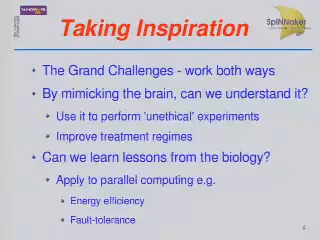 MANCHESTER
Taking Inspiration
SpiNNaker
The Grand Challenges - work both ways
By mimicking the brain, can we understand it?
Use it to perform 'unethical' experiments
Improve treatment regimes
Can we learn lessons from the biology?
Apply to parallel computing e.g.
Energy efficiency
Fault-tolerance
5